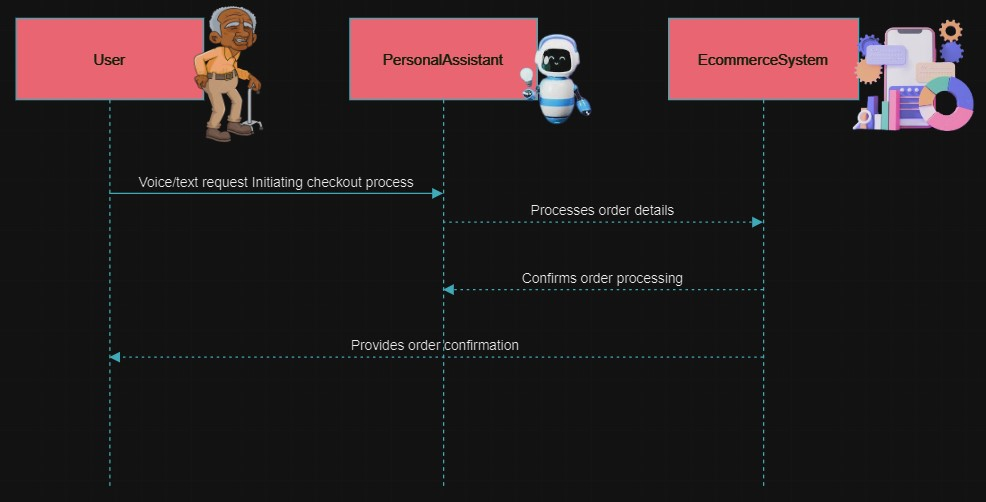 User
PersonalAssistant
EcommerceSystem
Voice/text request Initiating checkout process
Processes order details
Confirms order processing
Provides order confirmation